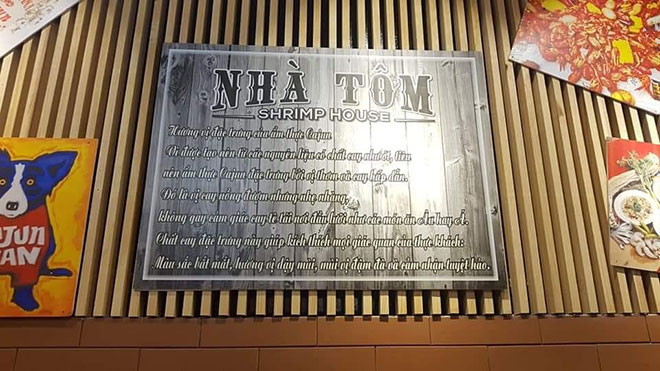 NHÀ TÔM
SHRIMP HOUSE
Hương vị đặc trưng của ẩm thực Cajun
Vì được tạo nên từ các nguyên liệu có chất cay như ớt, tiêu
nên ẩm thực Cajun đặc trưng bởi vị thơm và cay hấp dẫn.
Đó là vị cay nồng đượm nhưng nhẹ nhàng,
không gây cảm giác cay tê tái nơi đầu lưỡi như các món ăn Âu hay Á.
Chất cay đặc trưng này giúp kích thích mọi giác quan của thực khách:
Màu sắc bắt mắt, hương vị dậy mùi, mùi vị đậm đà và cảm nhận tuyệt hảo.
JUN
AN